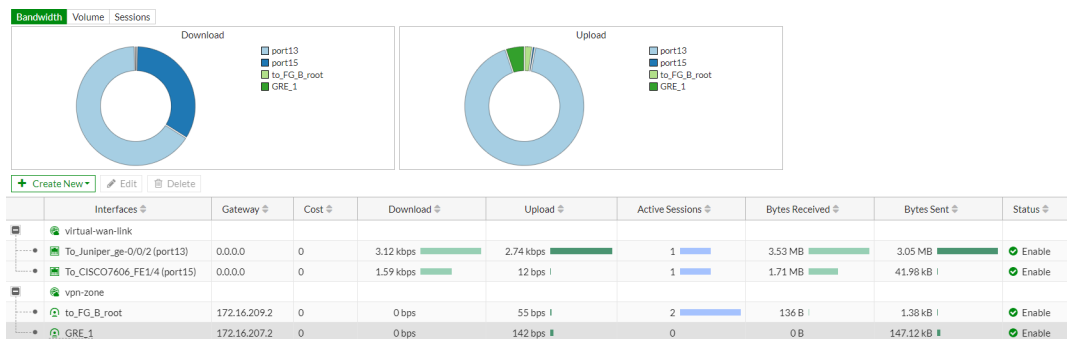 Bandwidth Volume Sessions
Download
port13
port15
to_FG_B_root
GRE_1
Upload
port13
port15
to_FG_B_root
GRE_1
+ Create New Edit Delete
Interfaces Gateway Cost Download Upload Active Sessions Bytes Received Bytes Sent Status
virtual-wan-link
To_Juniper_ge-0/0/2 (port13) 0.0.0.0 0 3.12 kbps 2.74 kbps 1 3.53 MB 3.05 MB Enable
To_CISCO7606_FE1/4 (port15) 0.0.0.0 0 1.59 kbps 12 bps 1 1.71 MB 41.98 kB Enable
vpn-zone
to_FG_B_root 172.16.209.2 0 0 bps 55 bps 2 136 B 1.38 kB Enable
GRE_1 172.16.207.2 0 0 bps 142 bps 0 0 B 147.12 kB Enable